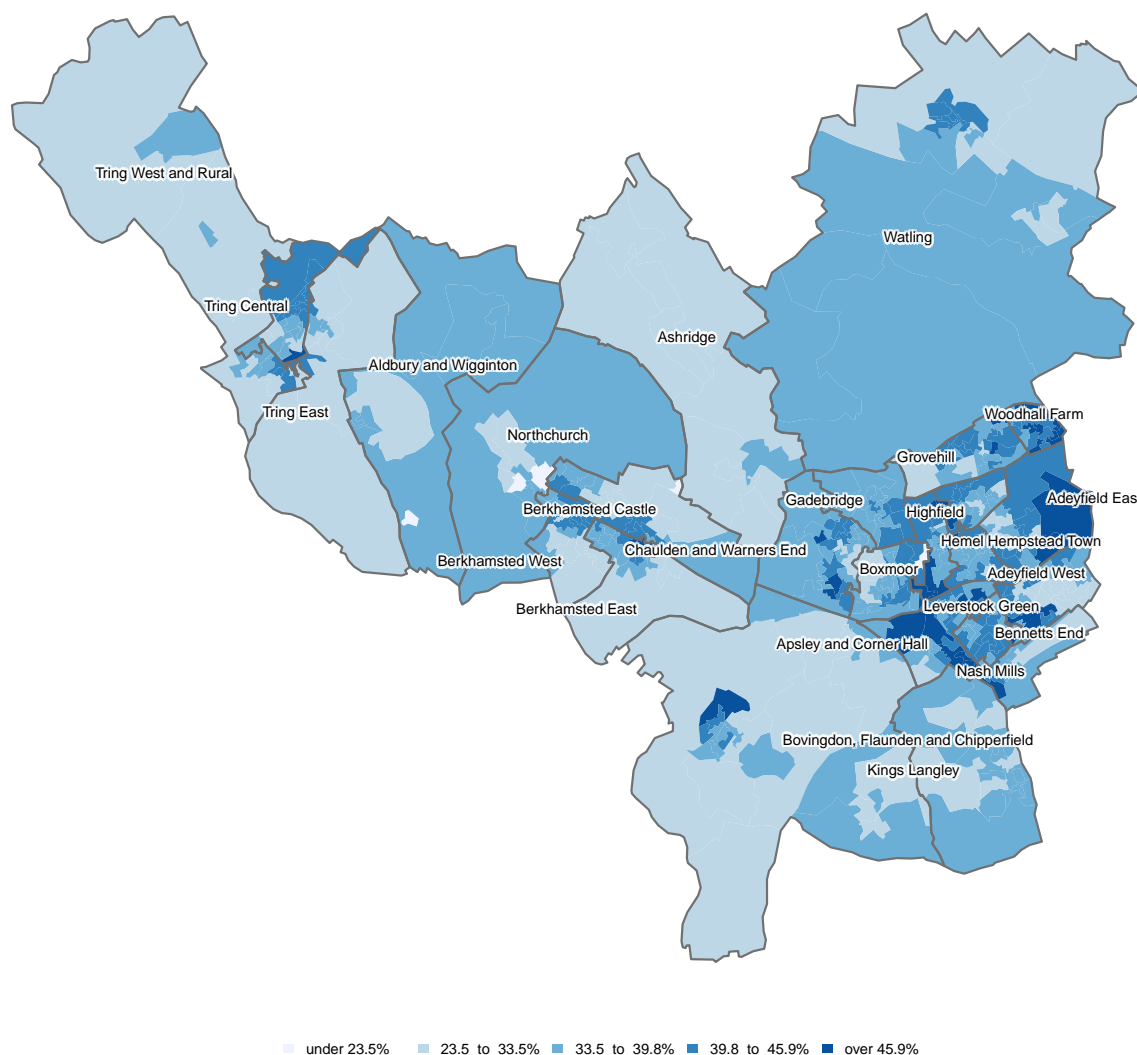 Tring West and Rural
Watling
Tring Central
Ashridge
Aldbury and Wigginton
Tring East
Woodhall Farm
Northchurch
Grovehill
Gadebridge
Adeyfield Eas
Berkhamsted Castle
Highfield
Hemel Hempstead Town
Chaulden and Warners End
Berkhamsted West
Boxmoor
Adeyfield West
Berkhamsted East
Leverstock Green
Bennetts End
Apsley and Corner Hall
Nash Mills
Bovingdon, Flaunden and Chipperfield
Kings Langley
under 23.5% 23.5 to 33.5% 33.5 to 39.8% 39.8 to 45.9% over 45.9%